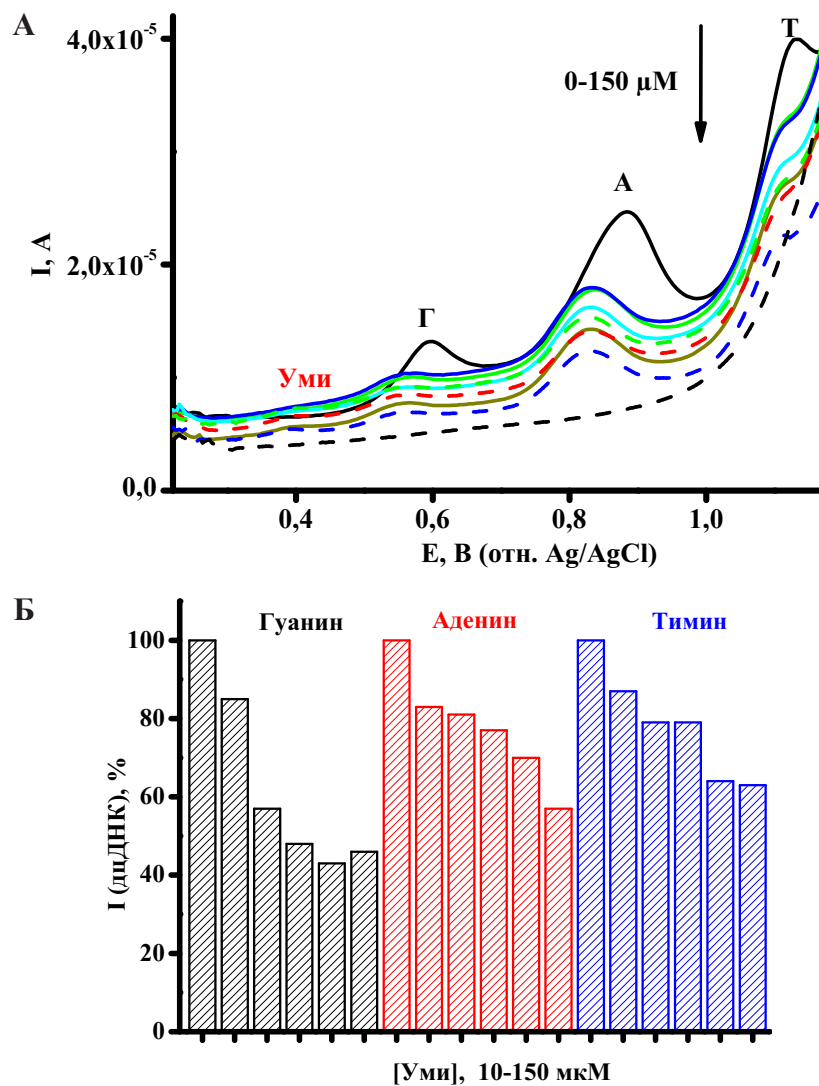 А
4,0x10⁻⁵
Т
0-150 µM
А
I, А
2,0x10⁻⁵
Г
Уми
0,0
0,4 0,6 0,8 1,0
Е, В (отн. Ag/AgCl)
Б
Гуанин Аденин Тимин
100
80
60
40
20
0
I (дцДНК), %
[Уми], 10-150 мкМ